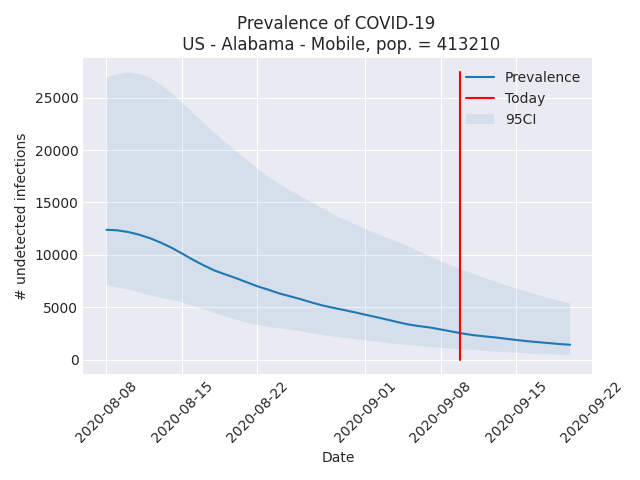 Prevalence of COVID-19
US - Alabama - Mobile, pop. = 413210
Prevalence
Today
95CI
# undetected infections
25000
20000
15000
10000
5000
0
2020-08-08
2020-08-15
2020-08-22
2020-09-01
2020-09-08
2020-09-15
2020-09-22
Date